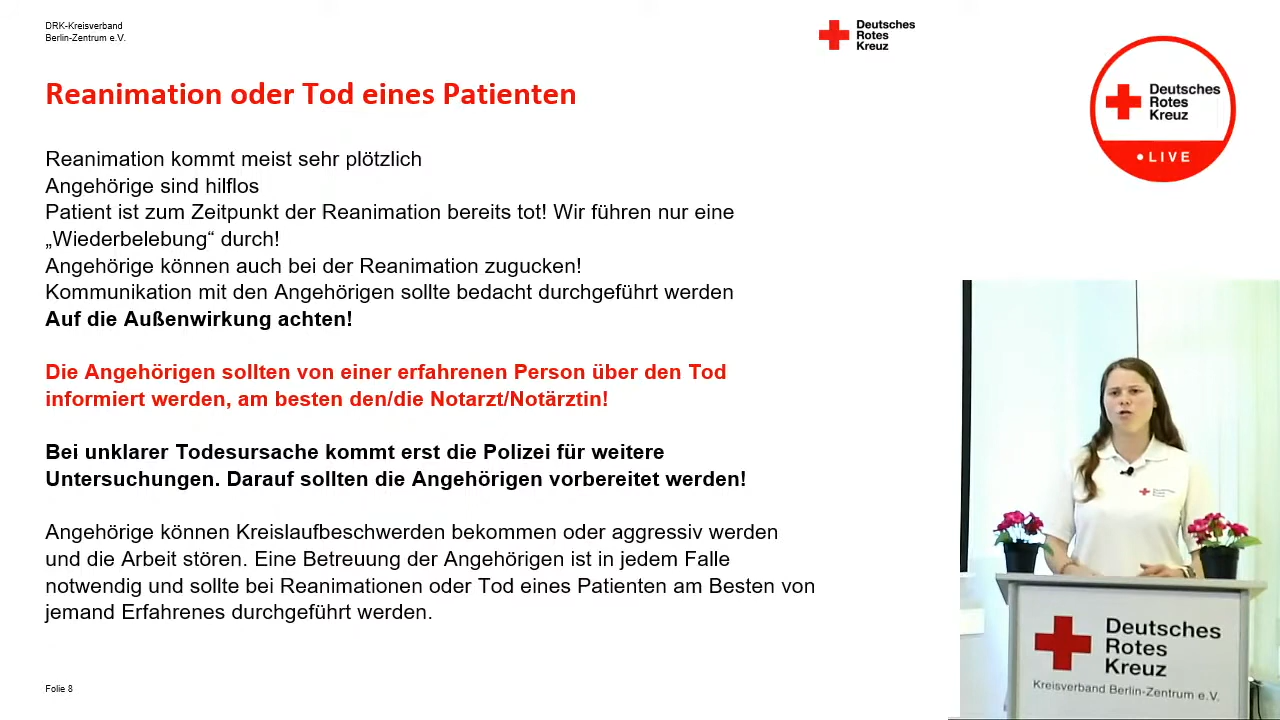 DRK-Kreisverband
Berlin-Zentrum e.V.
Deutsches
Rotes
Kreuz
Deutsches
Rotes
Kreuz
LIVE
Reanimation oder Tod eines Patienten
Reanimation kommt meist sehr plötzlich
Angehörige sind hilflos
Patient ist zum Zeitpunkt der Reanimation bereits tot! Wir führen nur eine
„Wiederbelebung“ durch!
Angehörige können auch bei der Reanimation zugucken!
Kommunikation mit den Angehörigen sollte bedacht durchgeführt werden
Auf die Außenwirkung achten!
Die Angehörigen sollten von einer erfahrenen Person über den Tod
informiert werden, am besten den/die Notarzt/Notärztin!
Bei unklarer Todesursache kommt erst die Polizei für weitere
Untersuchungen. Darauf sollten die Angehörigen vorbereitet werden!
Angehörige können Kreislaufbeschwerden bekommen oder aggressiv werden
und die Arbeit stören. Eine Betreuung der Angehörigen ist in jedem Falle
notwendig und sollte bei Reanimationen oder Tod eines Patienten am Besten von
jemand Erfahrenes durchgeführt werden.
Folie 8
Deutsches
Rotes
Kreuz
Kreisverband Berlin-Zentrum e.V.